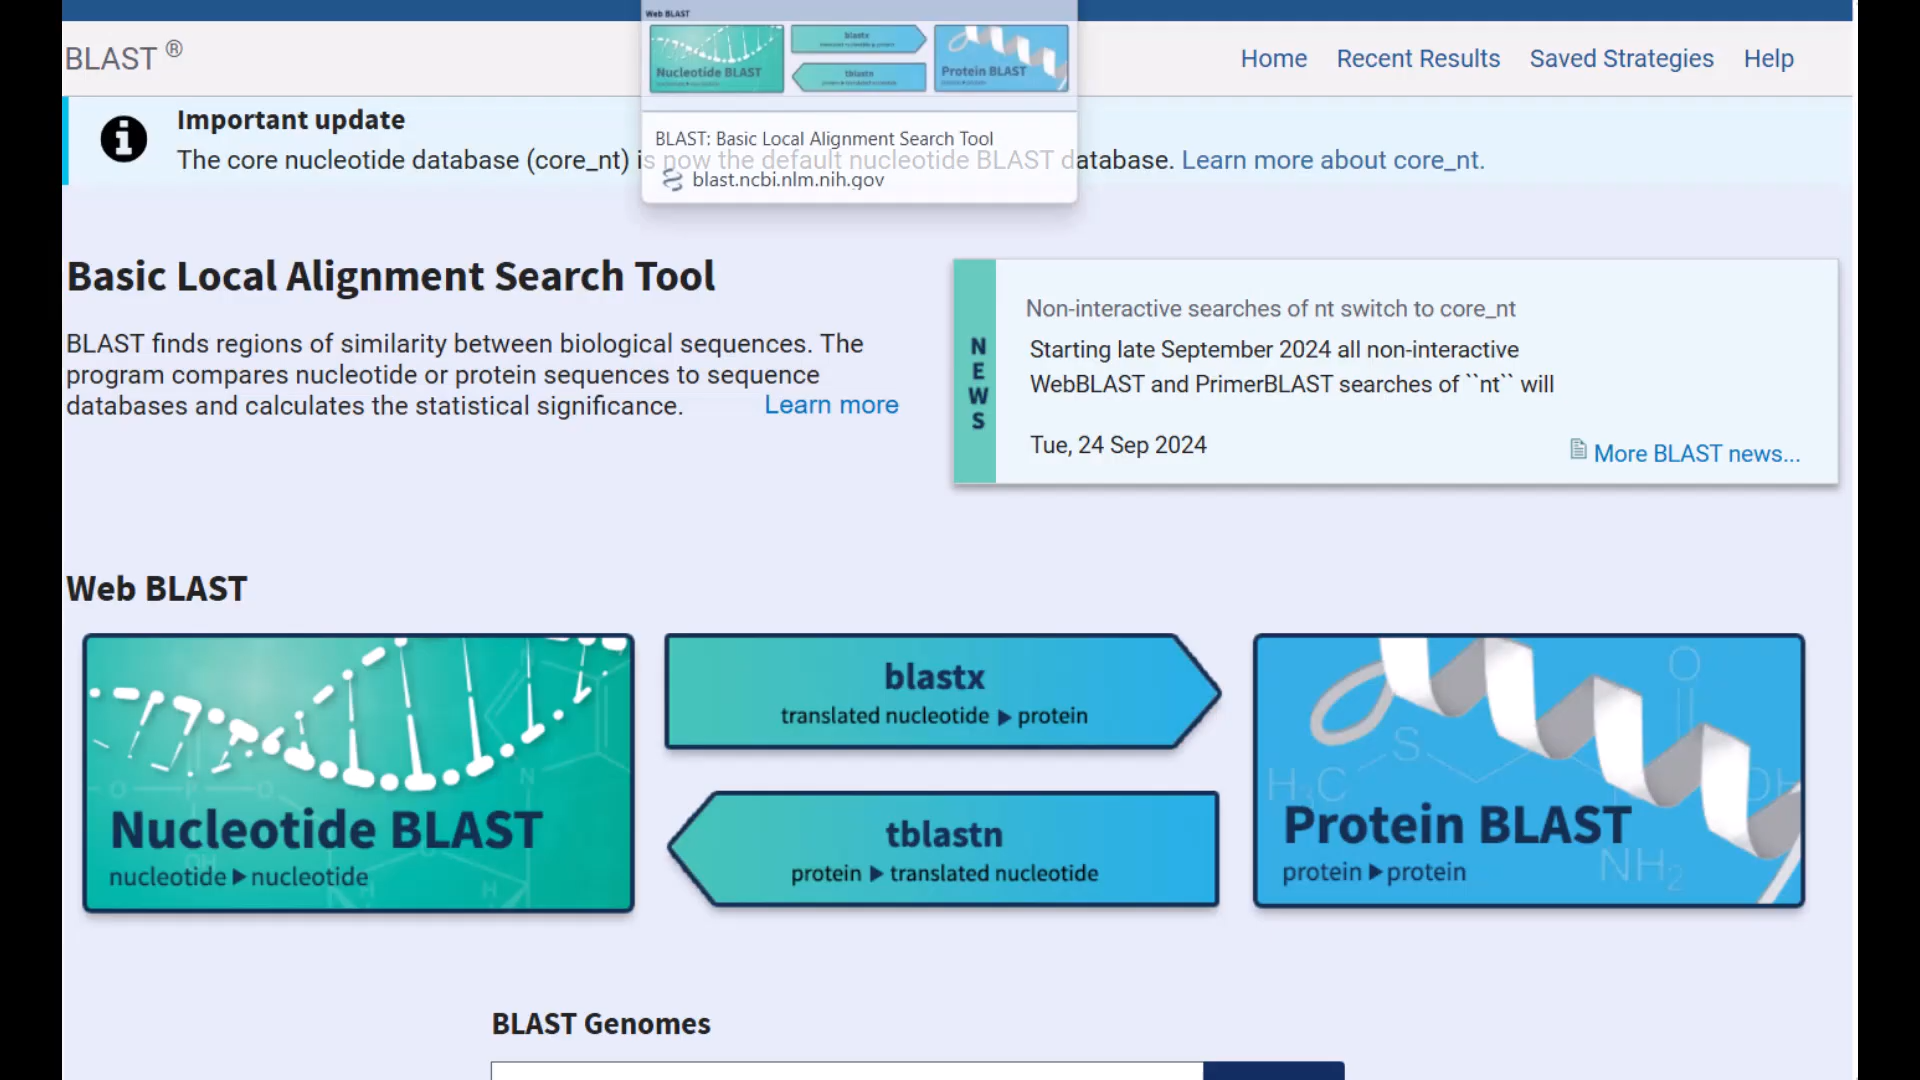 Web BLAST
blastx
Nucleotide BLAST
tblastn
Protein BLAST
BLAST ®
Home Recent Results Saved Strategies Help
BLAST: Basic Local Alignment Search Tool
blast.ncbi.nlm.nih.gov
Important update
The core nucleotide database (core_nt) is now the default nucleotide BLAST database. Learn more about core_nt.
Basic Local Alignment Search Tool
BLAST finds regions of similarity between biological sequences. The
program compares nucleotide or protein sequences to sequence
databases and calculates the statistical significance. Learn more
NEWS
Non-interactive searches of nt switch to core_nt
Starting late September 2024 all non-interactive
WebBLAST and PrimerBLAST searches of ``nt`` will
Tue, 24 Sep 2024
More BLAST news...
Web BLAST
Nucleotide BLAST
nucleotide ▶ nucleotide
blastx
translated nucleotide ▶ protein
tblastn
protein ▶ translated nucleotide
Protein BLAST
protein ▶ protein
BLAST Genomes